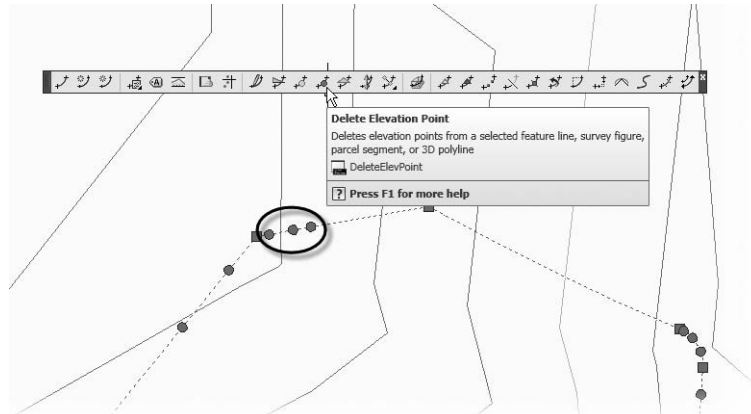 Delete Elevation Point
Deletes elevation points from a selected feature line, survey figure,
parcel segment, or 3D polyline
DeleteElevPoint
Press F1 for more help